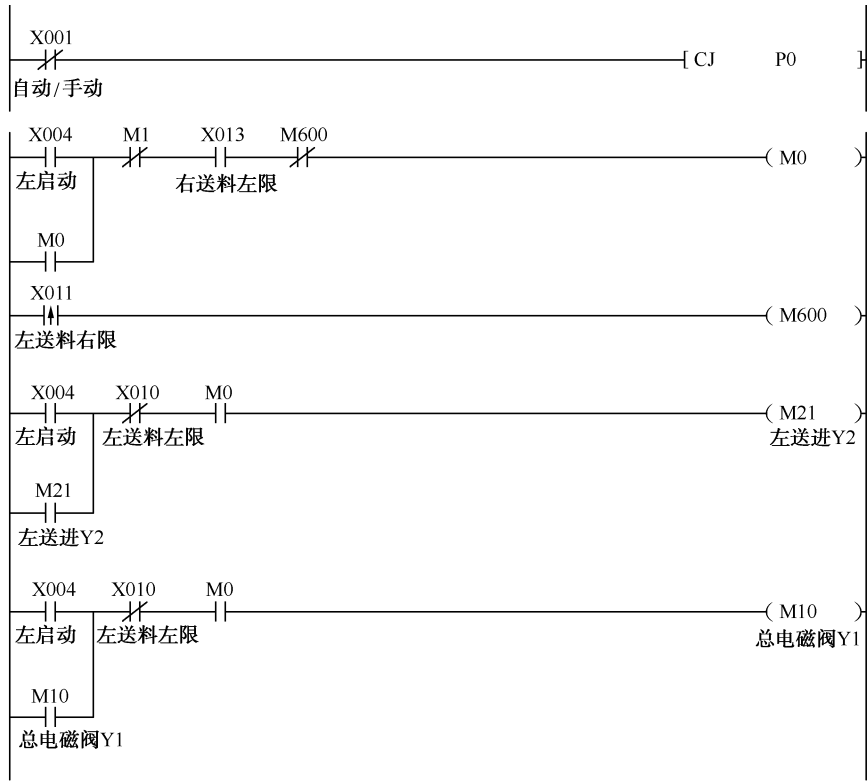 X001
CJ P0
自动/手动
X004 M1 X013 M600
M0
左启动 右送料左限
M0
X011
M600
左送料右限
X004 X010 M0
M21
左启动 左送料左限 左送进Y2
M21
左送进Y2
X004 X010 M0
M10
左启动 左送料左限 总电磁阀Y1
M10
总电磁阀Y1